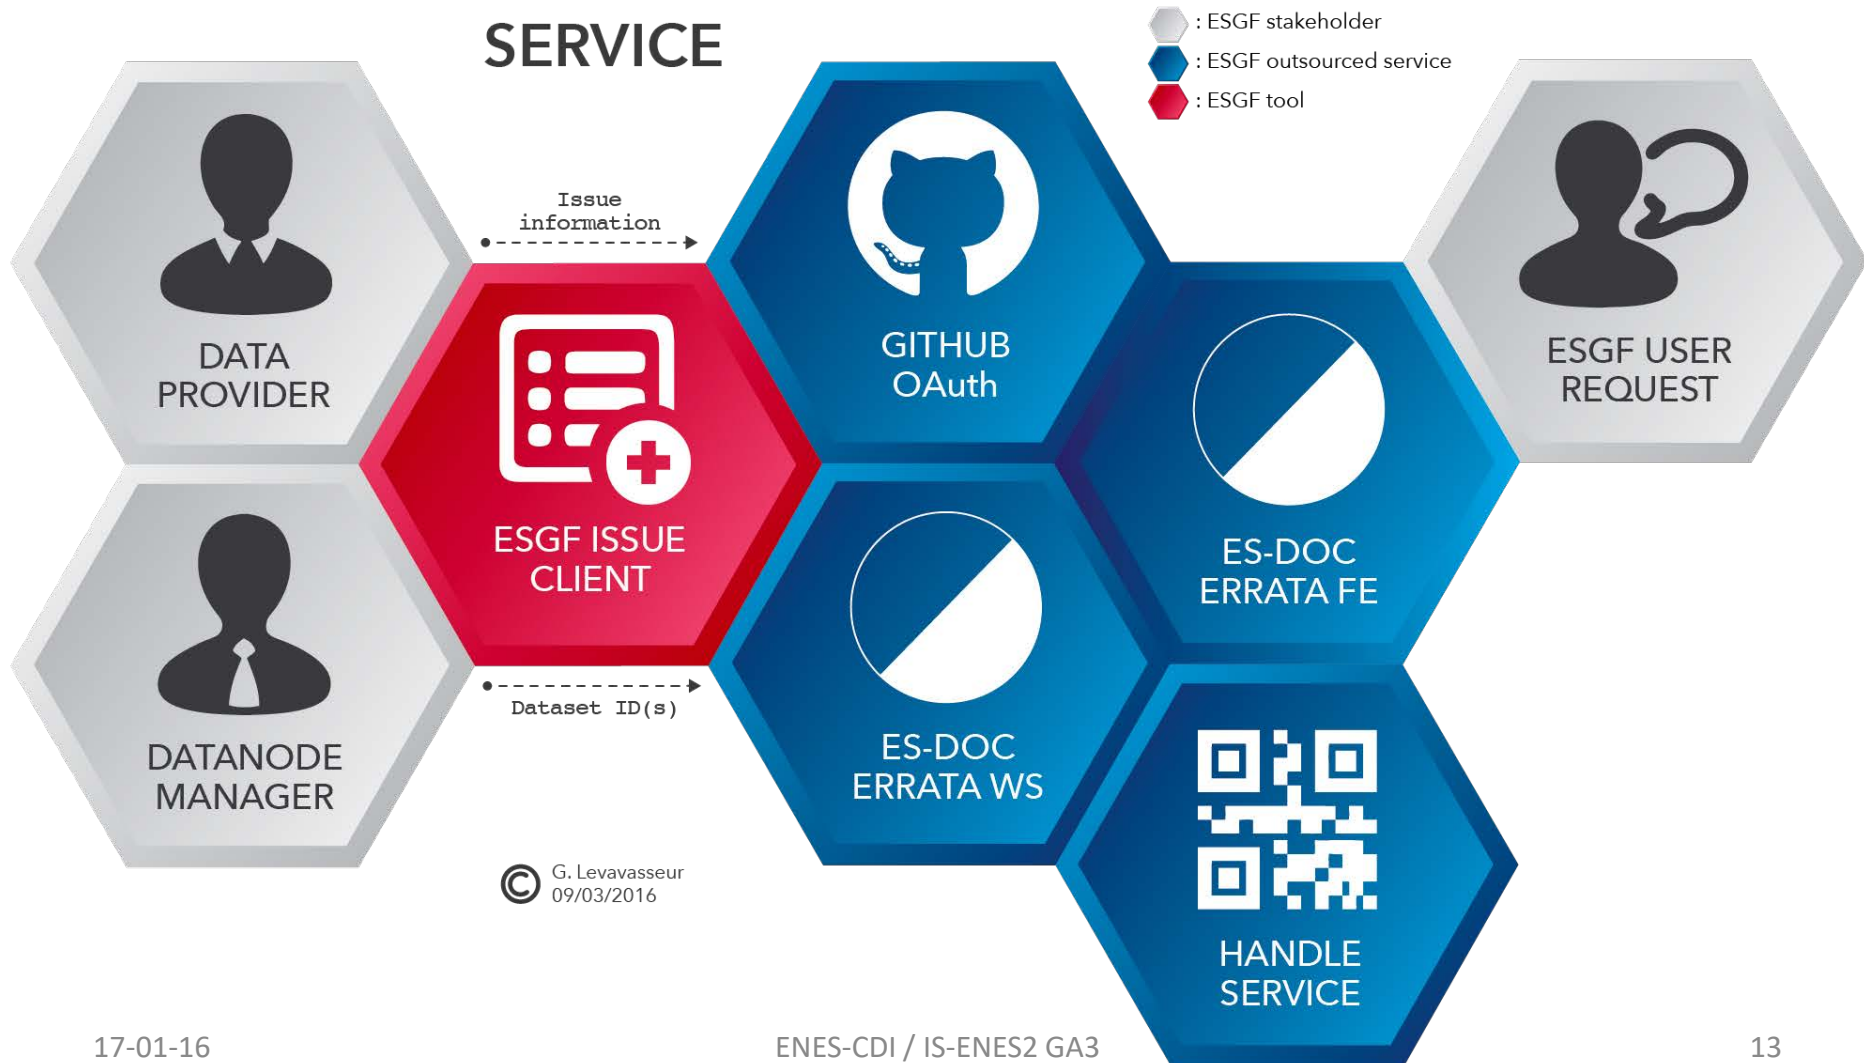 SERVICE
: ESGF stakeholder
: ESGF outsourced service
: ESGF tool
Issue
information
DATA
PROVIDER
GITHUB
OAuth
ESGF USER
REQUEST
ESGF ISSUE
CLIENT
ES-DOC
ERRATA FE
Dataset ID(s)
DATANODE
MANAGER
ES-DOC
ERRATA WS
© G. Levavasseur
09/03/2016
HANDLE
SERVICE
17-01-16
ENES-CDI / IS-ENES2 GA3
13